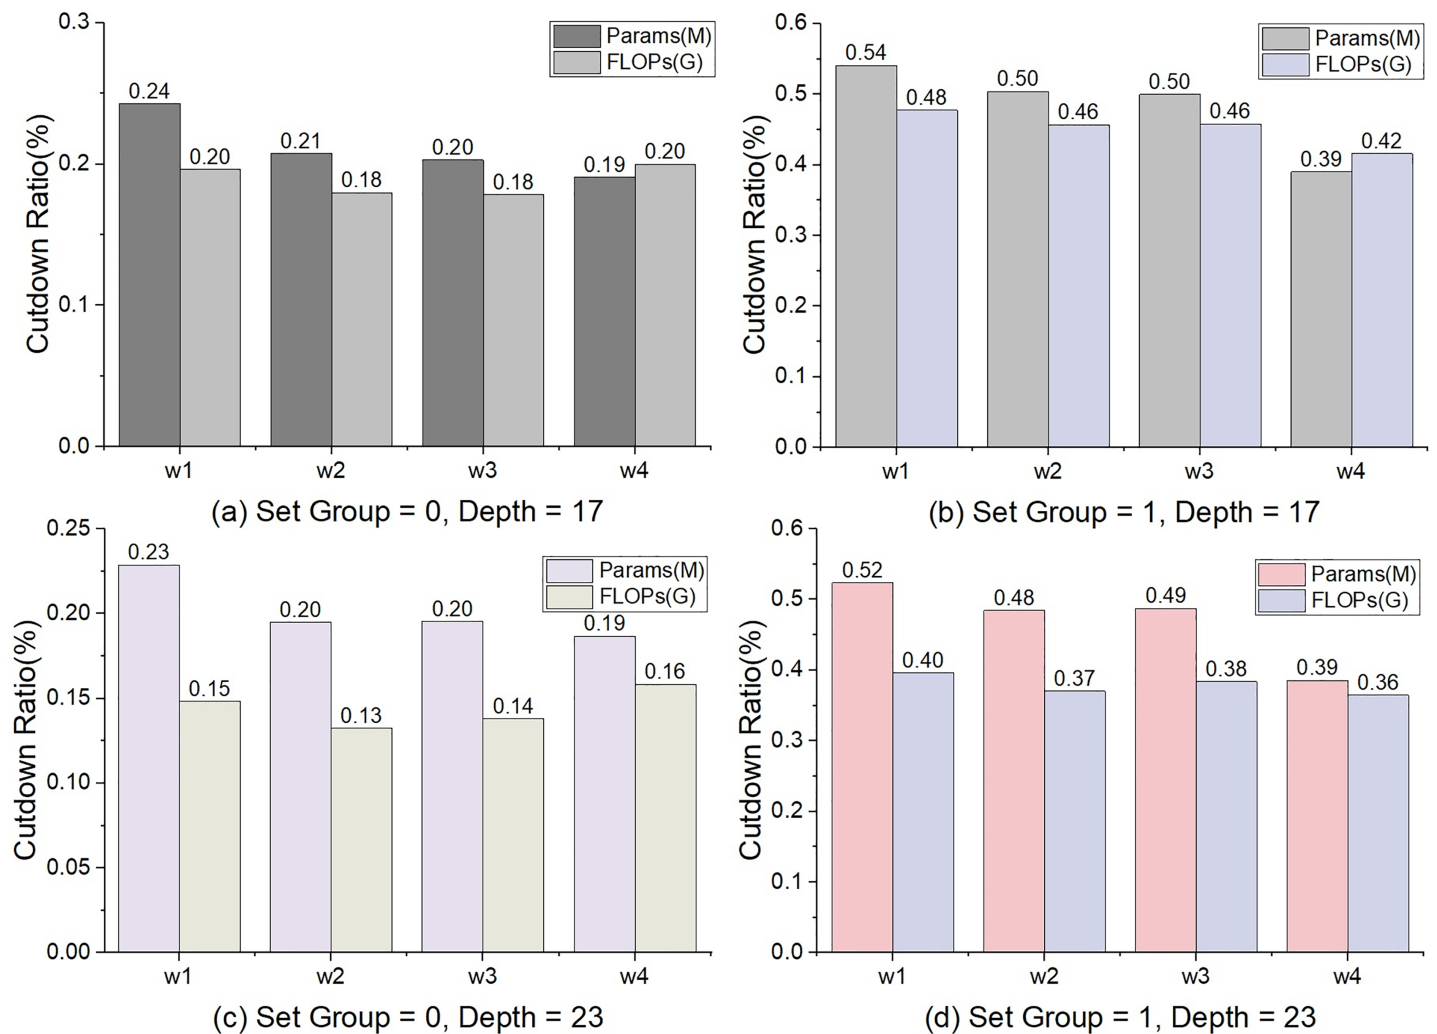 0.3
0.2
0.1
0.0
Cutdown Ratio(%)
Params(M)
FLOPs(G)
0.24
0.20
0.21
0.18
0.20
0.18
0.19
0.20
w1
w2
w3
w4
(a) Set Group = 0, Depth = 17
0.6
0.5
0.4
0.3
0.2
0.1
0.0
Cutdown Ratio(%)
Params(M)
FLOPs(G)
0.54
0.48
0.50
0.46
0.50
0.46
0.39
0.42
w1
w2
w3
w4
(b) Set Group = 1, Depth = 17
0.25
0.20
0.15
0.10
0.05
0.00
Cutdown Ratio(%)
Params(M)
FLOPs(G)
0.23
0.15
0.20
0.13
0.20
0.14
0.19
0.16
w1
w2
w3
w4
(c) Set Group = 0, Depth = 23
0.6
0.5
0.4
0.3
0.2
0.1
0.0
Cutdown Ratio(%)
Params(M)
FLOPs(G)
0.52
0.40
0.48
0.37
0.49
0.38
0.39
0.36
w1
w2
w3
w4
(d) Set Group = 1, Depth = 23